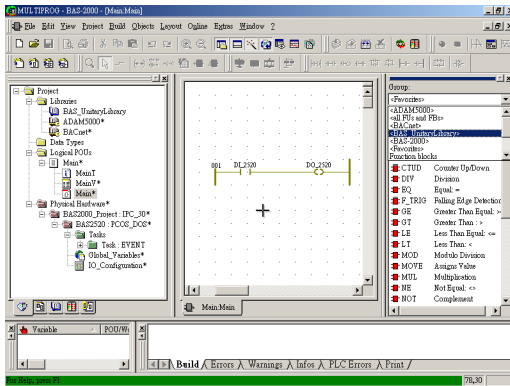 MULTIPROG - BAS-2000 - [Main:Main]
File Edit View Project Build Objects Layout Online Extras Window ?
Project
Libraries
BAS_UnitaryLibrary
ADAM5000*
BACnet*
Data Types
Logical POUs
Main*
MainT
MainV*
Main*
Physical Hardware*
BAS2000_Project : IPC_30*
BAS2520 : PCOS_DOS*
Tasks
Task : EVENT
Global_Variables*
IO_Configuration*
001 DI_2520 DO_2520
Main:Main
Group:
<Favorites>
<ADAM5000>
<all FUs and FBs>
<BACnet>
<BAS_UnitaryLibrary>
<BAS-2000>
<Favorites>
Function blocks
CTUD Counter Up/Down
DIV Division
EQ Equal: =
F_TRIG Falling Edge Detection
GE Greater Than Equal: >
GT Greater Than : >
LE Less Than Equal: <=
LT Less Than: <
MOD Modulo Division
MOVE Assigns Value
MUL Multiplication
NE Not Equal: <>
NOT Complement
Variable POU/W
Build Errors Warnings Infos PLC Errors Print
For Help, press F1
78,30